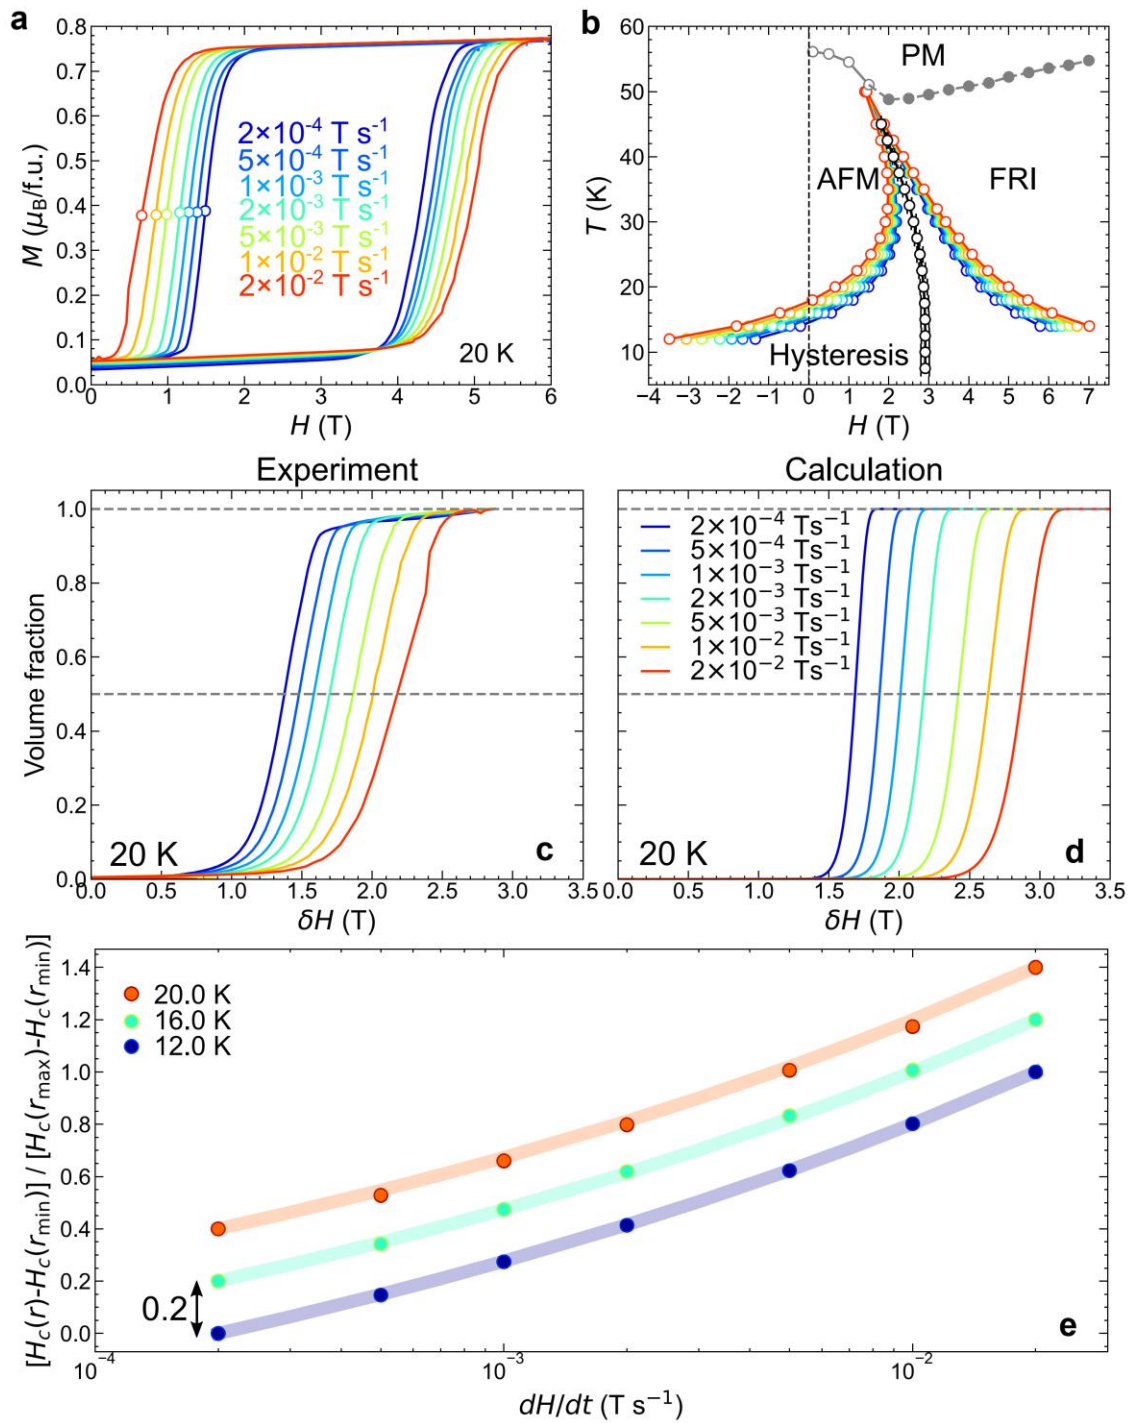 a
0.8
0.7
0.6
0.5
0.4
0.3
0.2
0.1
0.0
M (μB/f.u.)
2×10⁻⁴ T s⁻¹
5×10⁻⁴ T s⁻¹
1×10⁻³ T s⁻¹
2×10⁻³ T s⁻¹
5×10⁻³ T s⁻¹
1×10⁻² T s⁻¹
2×10⁻² T s⁻¹
20 K
0 1 2 3 4 5 6
H (T)
b
60
50
40
30
20
10
T (K)
PM
AFM
FRI
Hysteresis
−4 −3 −2 −1 0 1 2 3 4 5 6 7
H (T)
Experiment
1.0
0.8
0.6
0.4
0.2
0.0
Volume fraction
20 K
c
0.0 0.5 1.0 1.5 2.0 2.5 3.0 3.5
δH (T)
Calculation
2×10⁻⁴ Ts⁻¹
5×10⁻⁴ Ts⁻¹
1×10⁻³ Ts⁻¹
2×10⁻³ Ts⁻¹
5×10⁻³ Ts⁻¹
1×10⁻² Ts⁻¹
2×10⁻² Ts⁻¹
20 K
d
0.0 0.5 1.0 1.5 2.0 2.5 3.0 3.5
δH (T)
[Hc(r)-Hc(rmin)] / [Hc(rmax)-Hc(rmin)]
1.4
1.2
1.0
0.8
0.6
0.4
0.2
0.0
20.0 K
16.0 K
12.0 K
0.2
e
10⁻⁴ 10⁻³ 10⁻²
dH/dt (T s⁻¹)